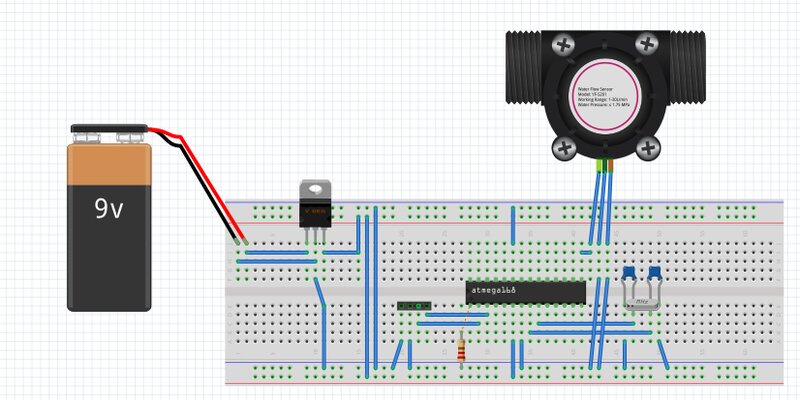 Water Flow Sensor
Model: YF-S201
Working Range: 1-30L/min
Water Pressure: ≤ 1.75 MPa
9v
V REG
atmega168
MHz